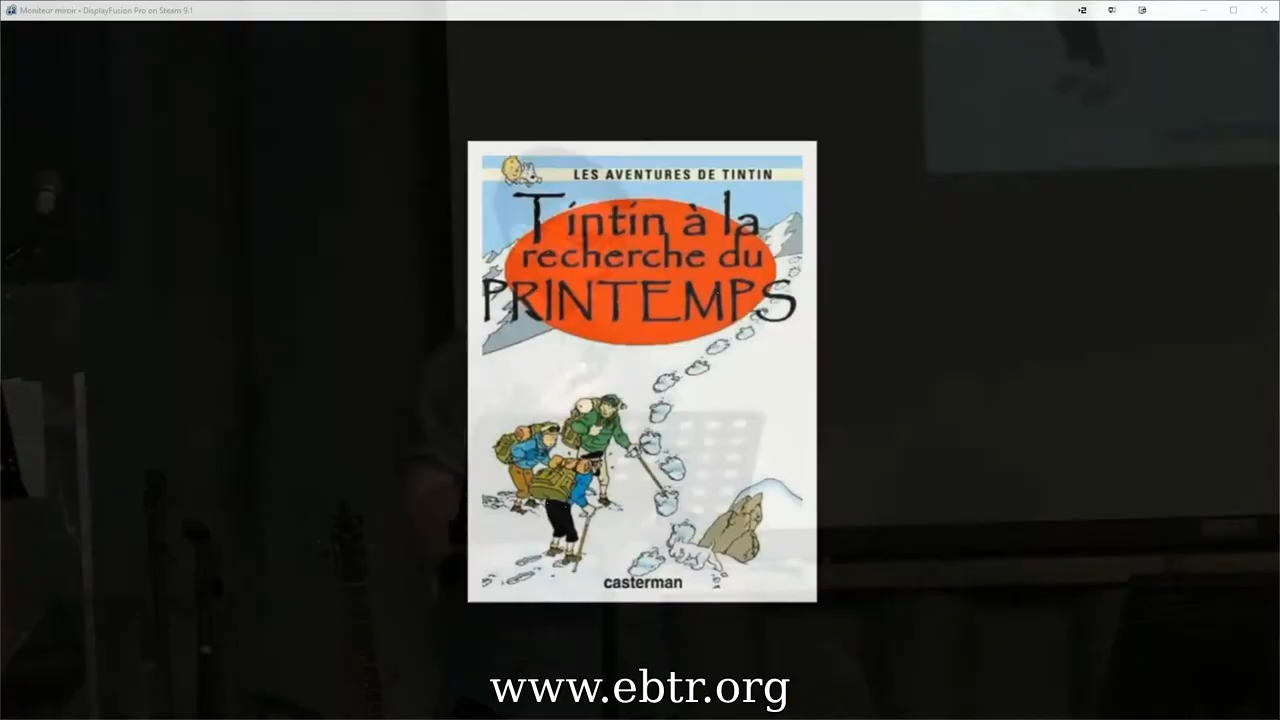 Moniteur miroir • DisplayFusion Pro on Steam 9.1
LES AVENTURES DE TINTIN
Tintin à la
recherche du
PRINTEMPS
casterman
www.ebtr.org